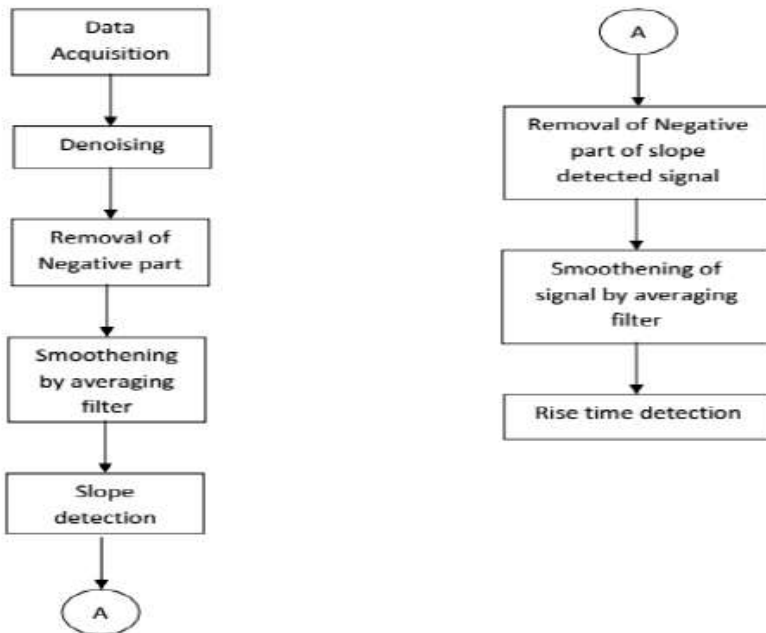 Data
Acquisition
Denoising
Removal of
Negative part
Smoothening
by averaging
filter
Slope
detection
A
A
Removal of Negative
part of slope
detected signal
Smoothening of
signal by averaging
filter
Rise time detection